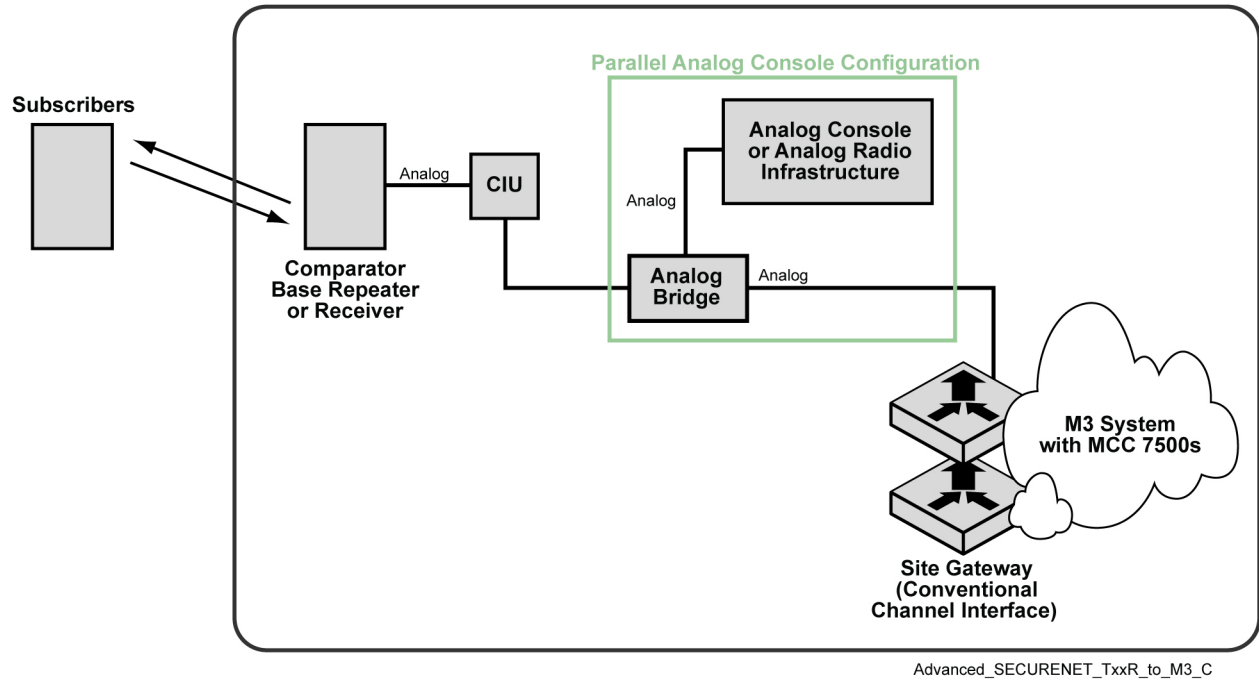 Parallel Analog Console Configuration
Subscribers
Analog Console
or Analog Radio
Infrastructure
Analog
CIU
Analog
Comparator
Base Repeater
or Receiver
Analog
Bridge
Analog
M3 System
with MCC 7500s
Site Gateway
(Conventional
Channel Interface)
Advanced_SECURENET_TxxR_to_M3_C